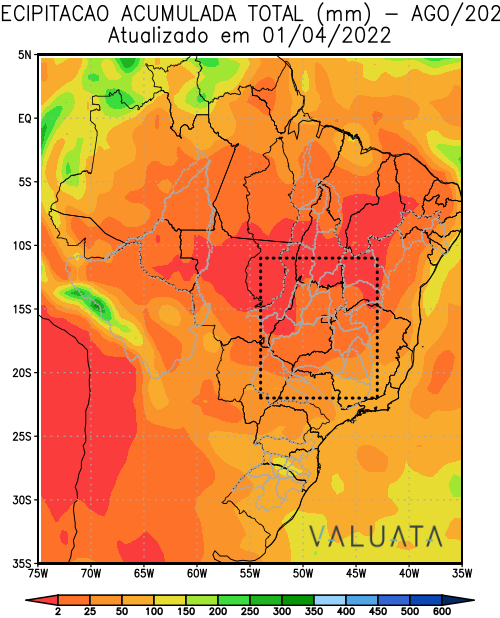 ECIPITACAO ACUMULADA TOTAL (mm) – AGO/202
Atualizado em 01/04/2022
5N
EQ
5S
10S
15S
20S
25S
30S
35S
75W 70W 65W 60W 55W 50W 45W 40W 35W
VALUATA
2 25 50 100 150 200 250 300 350 400 450 500 600